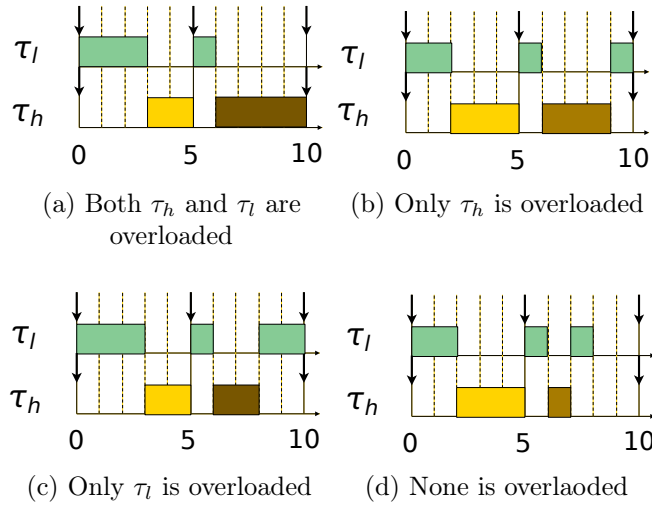 τl
τh
0 5 10
(a) Both τh and τl are
overloaded
τl
τh
0 5 10
(b) Only τh is overloaded
τl
τh
0 5 10
(c) Only τl is overloaded
τl
τh
0 5 10
(d) None is overlaoded